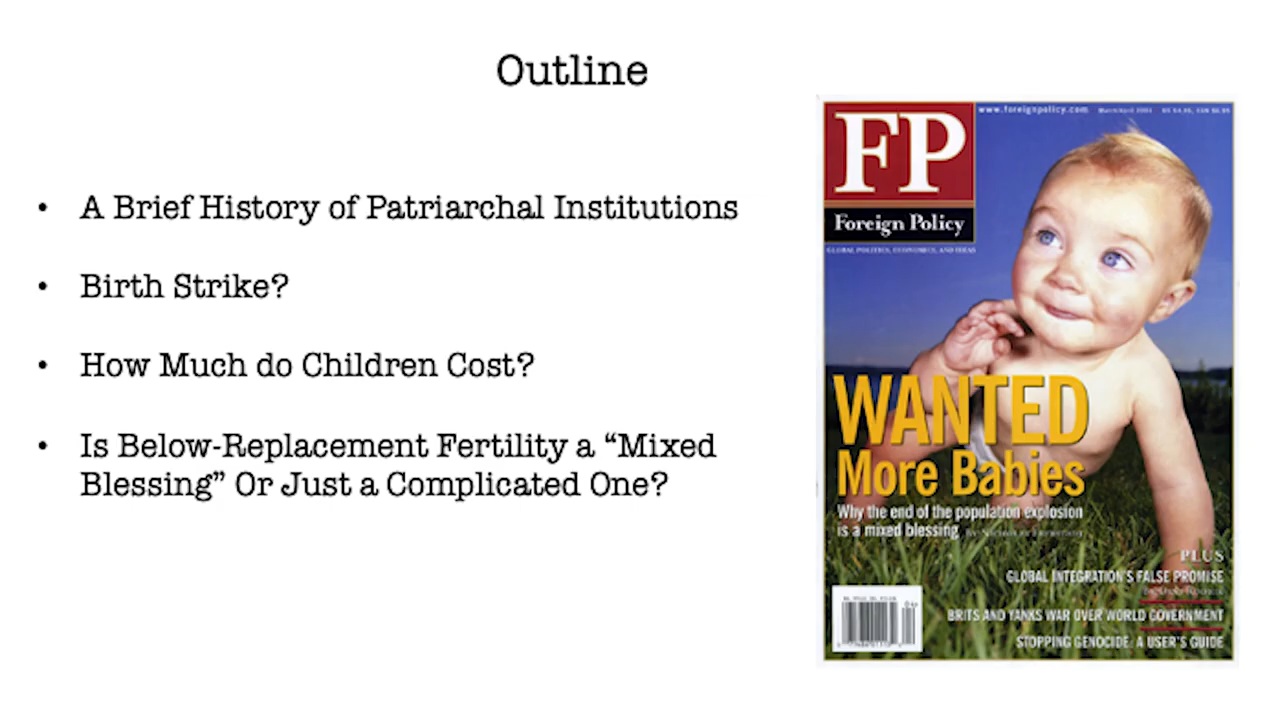 Outline
• A Brief History of Patriarchal Institutions
• Birth Strike?
• How Much do Children Cost?
• Is Below-Replacement Fertility a “Mixed
Blessing” Or Just a Complicated One?
FP
www.foreignpolicy.com
Foreign Policy
GLOBAL POLITICS, ECONOMICS, AND IDEAS
WANTED
More Babies
Why the end of the population explosion
is a mixed blessing
PLUS
GLOBAL INTEGRATION'S FALSE PROMISE
BRITS AND YANKS WAR OVER WORLD GOVERNMENT
STOPPING GENOCIDE: A USER'S GUIDE